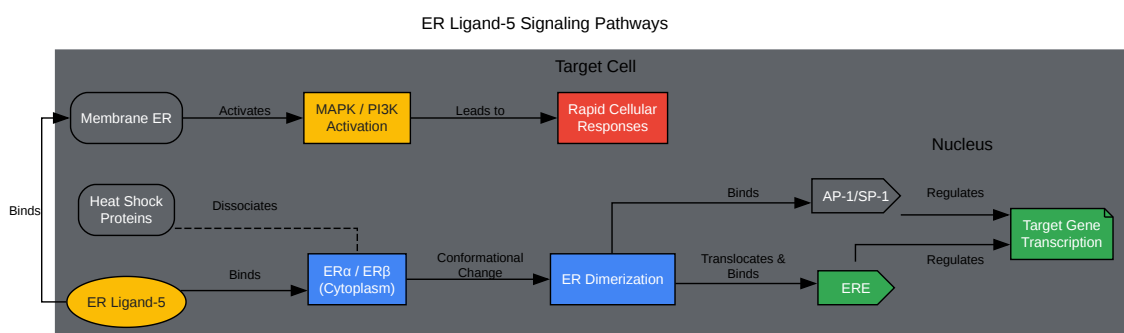 ER Ligand-5 Signaling Pathways
Target Cell
Membrane ER
Activates
MAPK / PI3K
Activation
Leads to
Rapid Cellular
Responses
Nucleus
Heat Shock
Proteins
Dissociates
Binds
Binds
AP-1/SP-1
Regulates
Target Gene
Transcription
ER Ligand-5
Binds
ERα / ERβ
(Cytoplasm)
Conformational
Change
ER Dimerization
Translocates &
Binds
ERE
Regulates